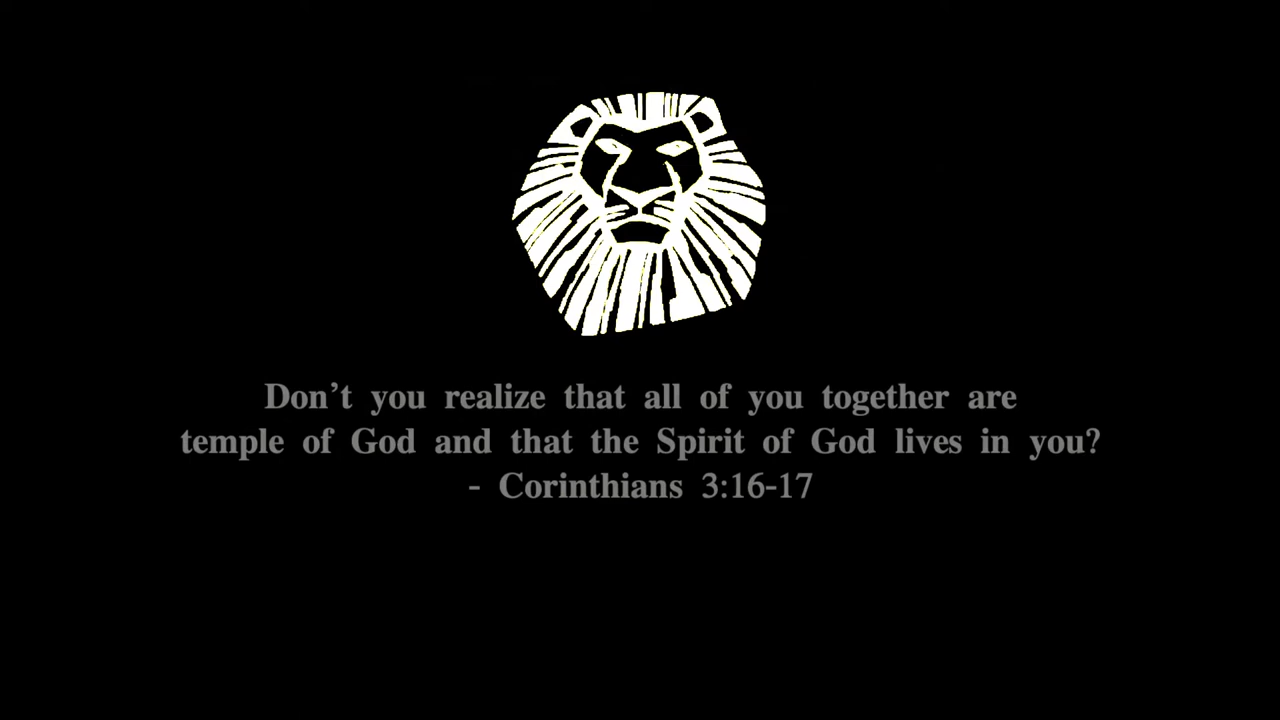 Don't you realize that all of you together are
temple of God and that the Spirit of God lives in you?
- Corinthians 3:16-17